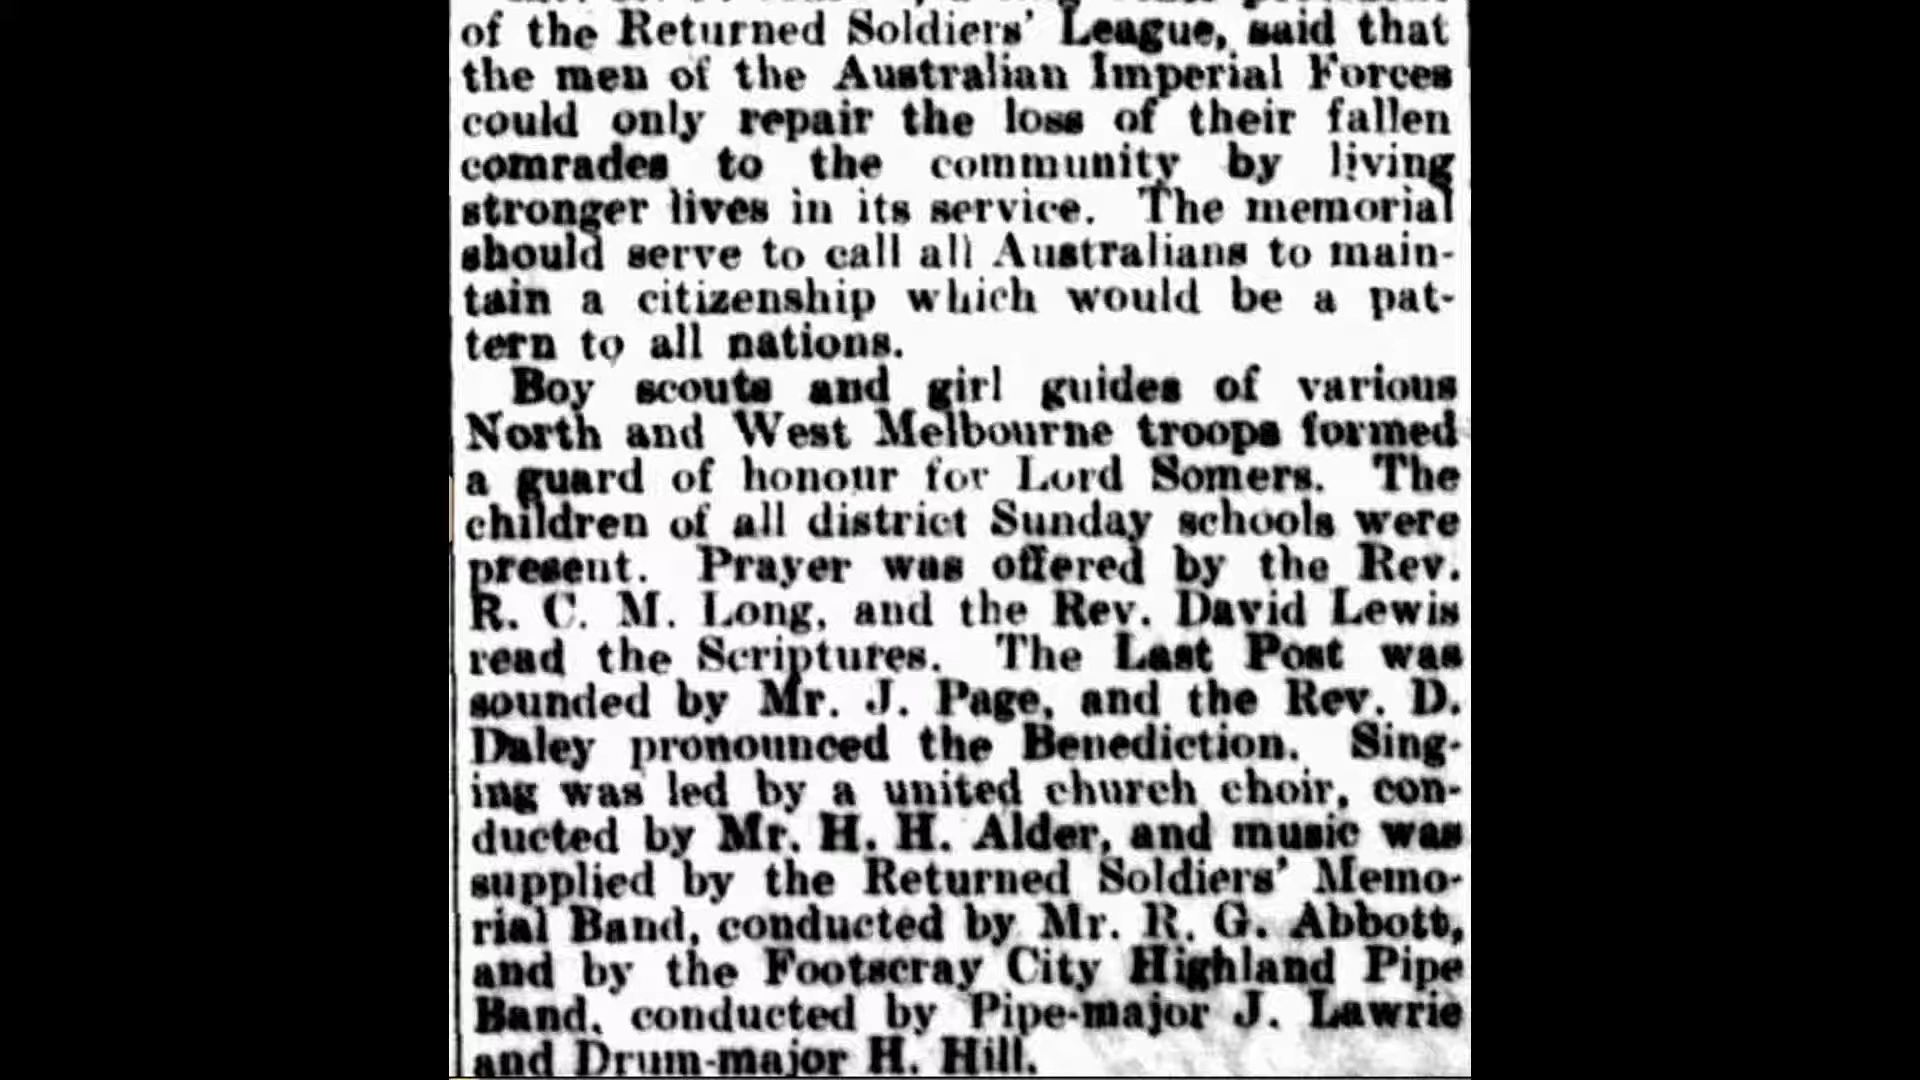 of the Returned Soldiers' League, said that
the men of the Australian Imperial Forces
could only repair the loss of their fallen
comrades to the community by living
stronger lives in its service. The memorial
should serve to call all Australians to main-
tain a citizenship which would be a pat-
tern to all nations.
Boy scouts and girl guides of various
North and West Melbourne troops formed
a guard of honour for Lord Somers. The
children of all district Sunday schools were
present. Prayer was offered by the Rev.
R. C. M. Long, and the Rev. David Lewis
read the Scriptures. The Last Post was
sounded by Mr. J. Page, and the Rev. D.
Daley pronounced the Benediction. Sing-
ing was led by a united church choir, con-
ducted by Mr. H. H. Alder, and music was
supplied by the Returned Soldiers' Memo-
rial Band, conducted by Mr. R. G. Abbott,
and by the Footscray City Highland Pipe
Band, conducted by Pipe-major J. Lawrie
and Drum-major H. Hill.